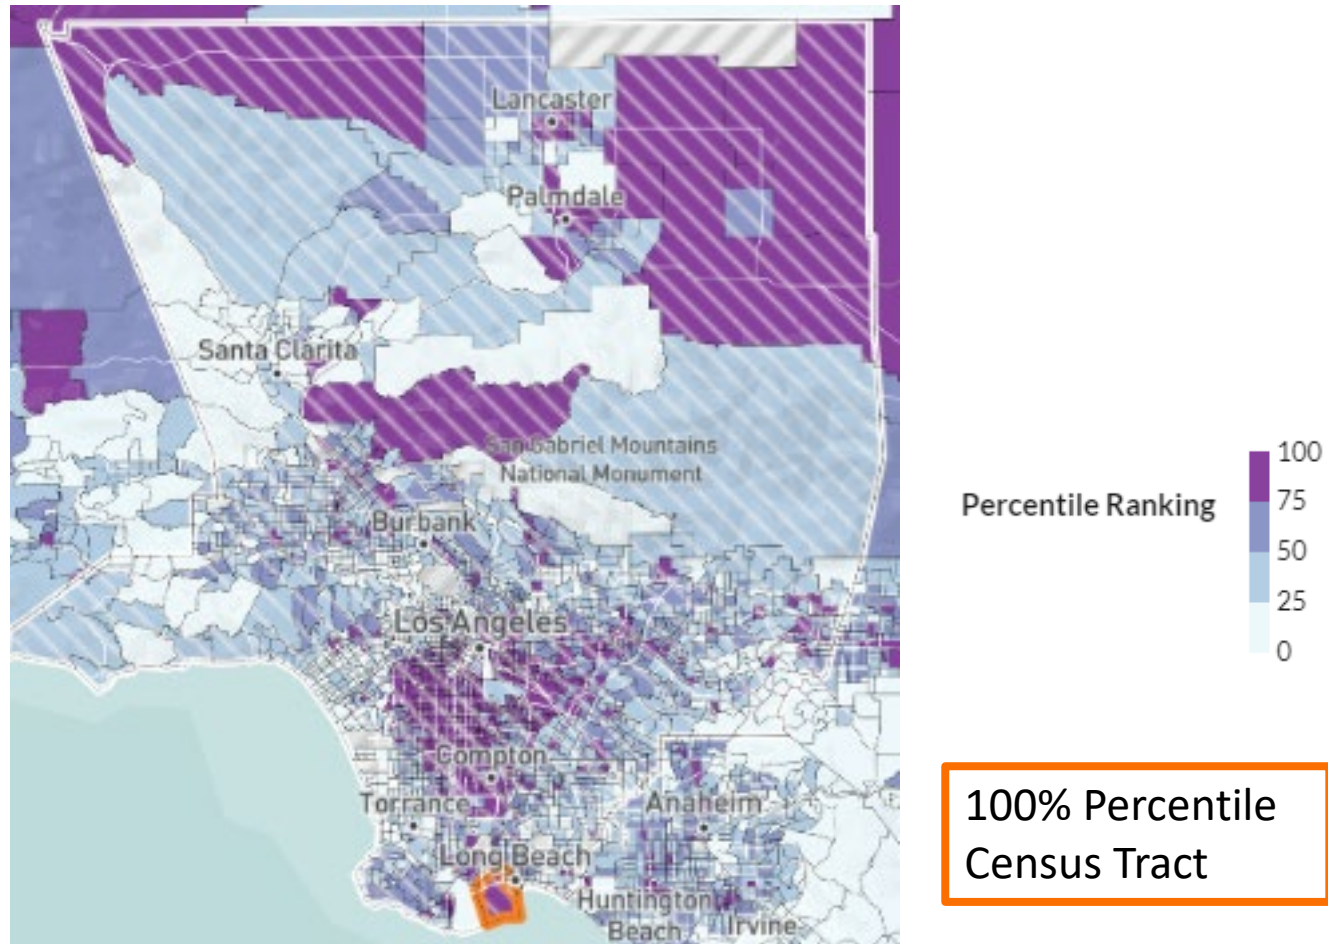 Lancaster
Palmdale
Santa Clarita
San Gabriel Mountains
National Monument
Burbank
Los Angeles
Compton
Torrance
Anaheim
Long Beach
Huntington
Beach
Irvine
Percentile Ranking
100
75
50
25
0
100% Percentile
Census Tract